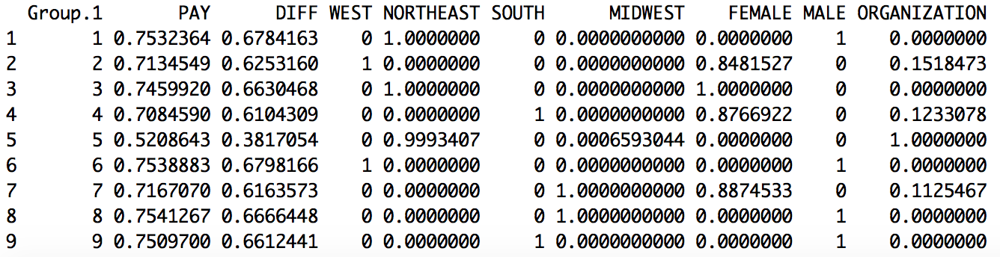 Group.1 PAY DIFF WEST NORTHEAST SOUTH MIDWEST FEMALE MALE ORGANIZATION
1 1 0.7532364 0.6784163 0 1.0000000 0 0.0000000000 0.0000000 1 0.0000000
2 2 0.7134549 0.6253160 1 0.0000000 0 0.0000000000 0.8481527 0 0.1518473
3 3 0.7459920 0.6630468 0 1.0000000 0 0.0000000000 1.0000000 0 0.0000000
4 4 0.7084590 0.6104309 0 0.0000000 1 0.0000000000 0.8766922 0 0.1233078
5 5 0.5208643 0.3817054 0 0.9993407 0 0.0006593044 0.0000000 0 1.0000000
6 6 0.7538883 0.6798166 1 0.0000000 0 0.0000000000 0.0000000 1 0.0000000
7 7 0.7167070 0.6163573 0 0.0000000 0 1.0000000000 0.8874533 0 0.1125467
8 8 0.7541267 0.6666448 0 0.0000000 0 1.0000000000 0.0000000 1 0.0000000
9 9 0.7509700 0.6612441 0 0.0000000 1 0.0000000000 0.0000000 1 0.0000000